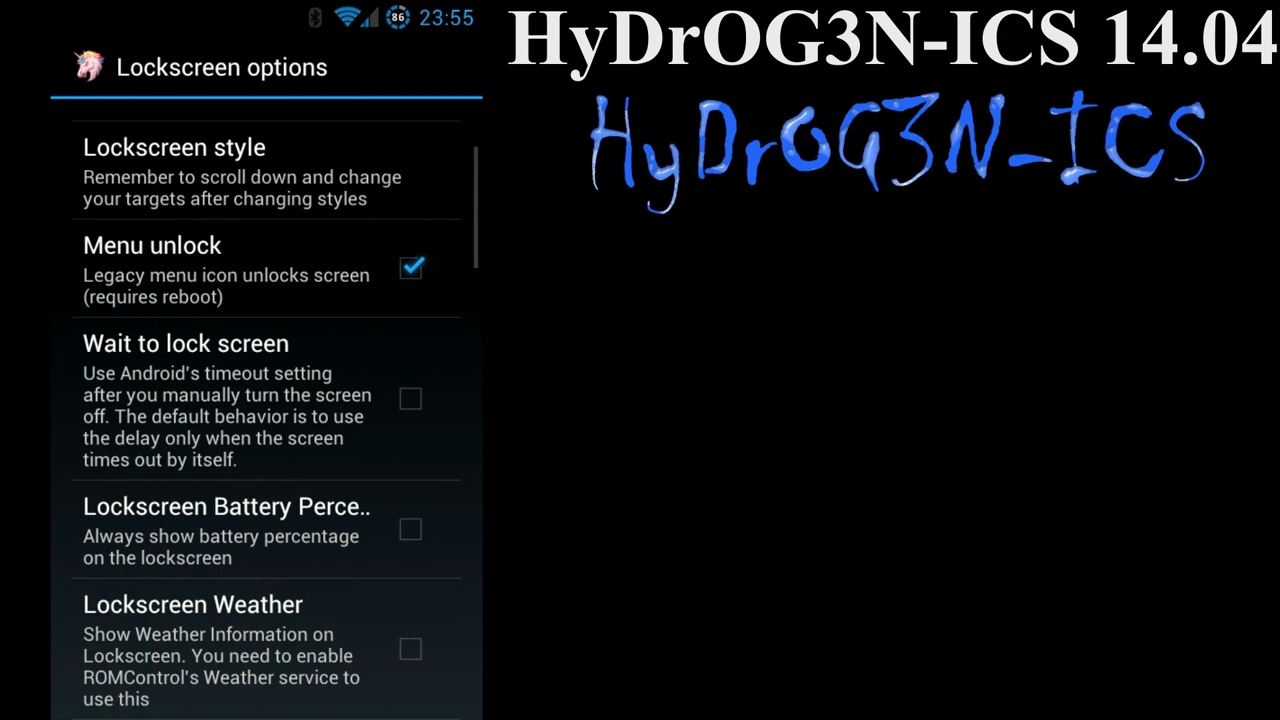 86 23:55
Lockscreen options
Lockscreen style
Remember to scroll down and change
your targets after changing styles
Menu unlock
Legacy menu icon unlocks screen
(requires reboot)
Wait to lock screen
Use Android's timeout setting
after you manually turn the screen
off. The default behavior is to use
the delay only when the screen
times out by itself.
Lockscreen Battery Perce..
Always show battery percentage
on the lockscreen
Lockscreen Weather
Show Weather Information on
Lockscreen. You need to enable
ROMControl's Weather service to
use this
HyDrOG3N-ICS 14.04
HyDrOG3N-ICS